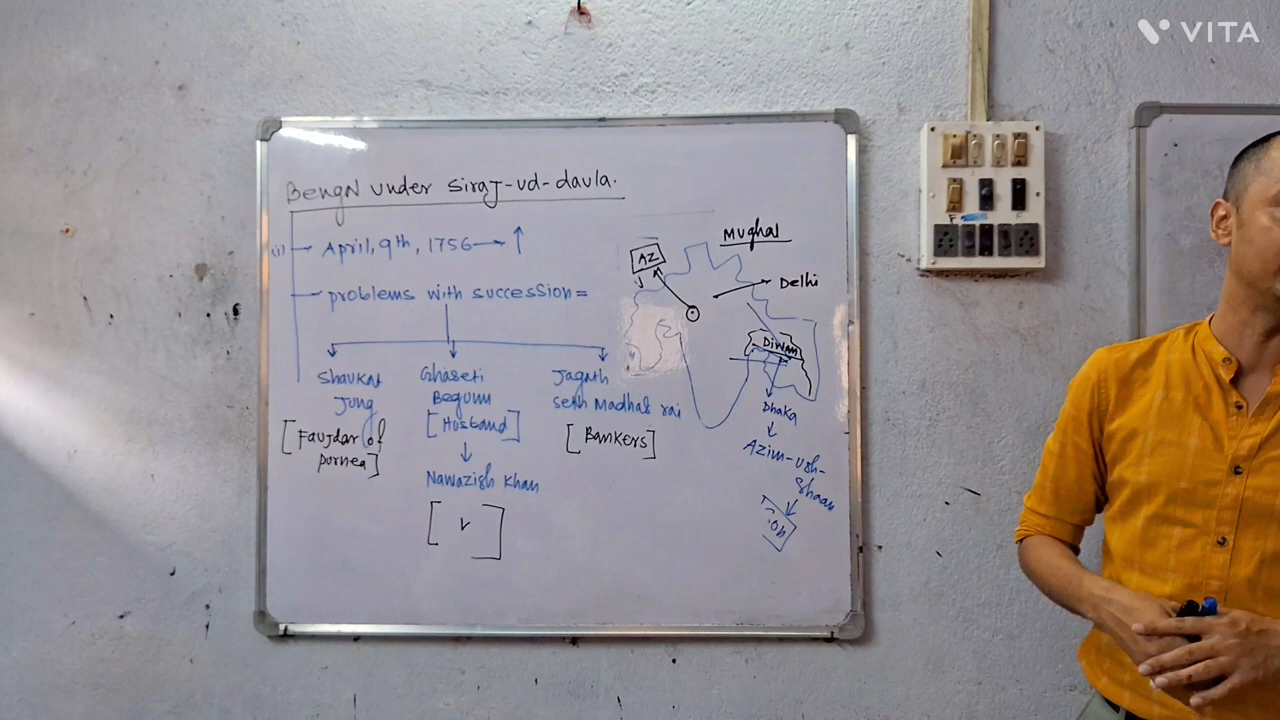 VITA
Bengal under Siraj-ud-daula.
(i) April, 9th, 1756
problems with succession =
Shaukat
Jung
[Faujdar of
purnea]
Ghaseti
Begum
[Husband]
Nawazish Khan
Jagath
seth Madhab rai
[Bankers]
Mughal
AZ
Delhi
Diwan
Dhaka
Azim-ush-
Shaan